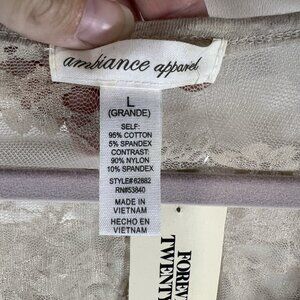 ambiance apparel
L
(GRANDE)
SELF:
95% COTTON
5% SPANDEX
CONTRAST:
90% NYLON
10% SPANDEX
STYLE#62882
RN#53840
MADE IN
VIETNAM
HECHO EN
VIETNAM
FOREV
TWENTY